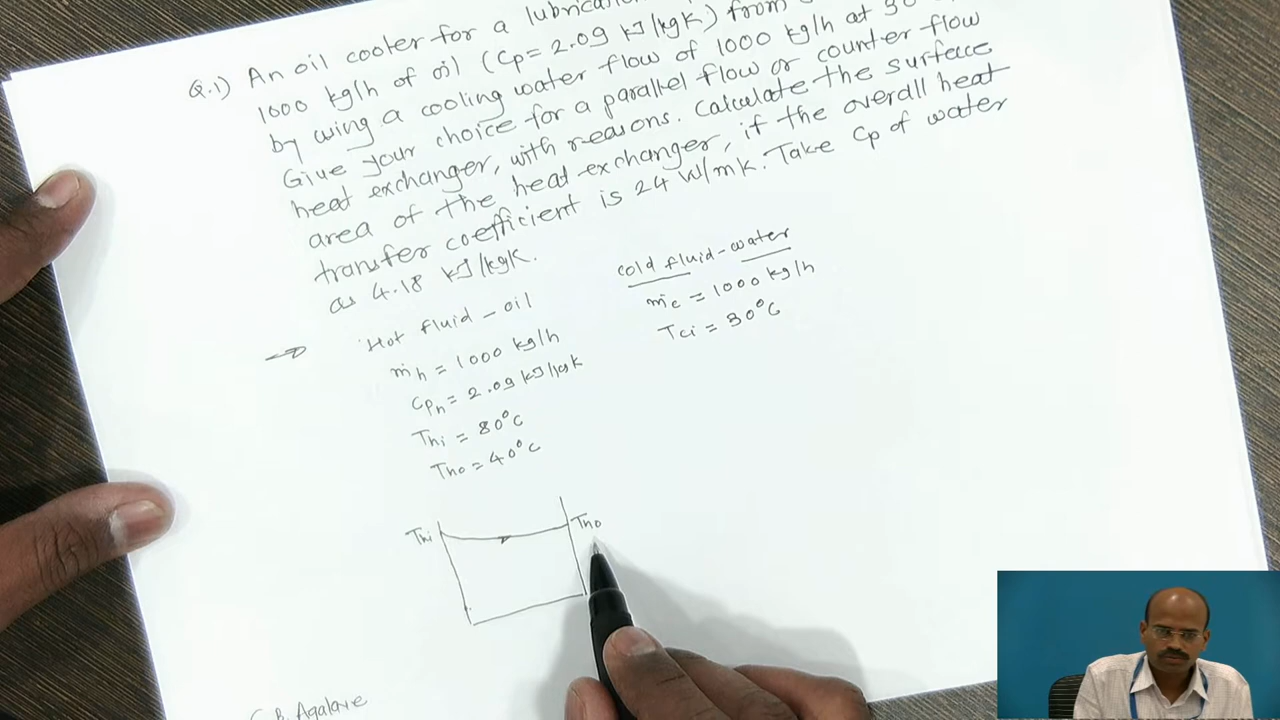 Q.1) An oil cooler for a lubrication
1000 kg/h of oil (Cp = 2.09 kJ/kgK) from
by using a cooling water flow of 1000 kg/h at 30
Give your choice for a parallel flow or counter flow
heat exchanger, with reasons. Calculate the surface
area of the heat exchanger, if the overall heat
transfer coefficient is 24 W/mk. Take Cp of water
as 4.18 kJ/kgk.
Hot fluid - oil
ṁh = 1000 kg/h
Cph = 2.09 kJ/kgk
Thi = 80°C
Tho = 40°C
cold fluid - water
ṁc = 1000 kg/h
Tci = 30°C
Thi
Tho
Agalave